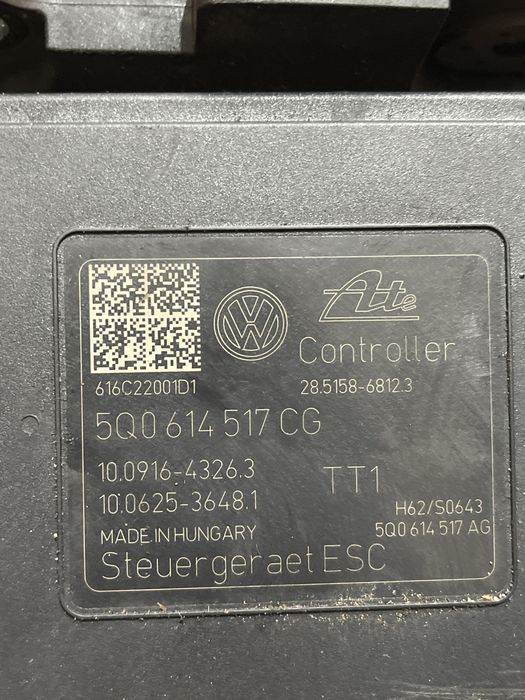 Ate
Controller
616C22001D1
28.5158-6812.3
5Q0 614 517 CG
10.0916-4326.3
TT1
10.0625-3648.1
H62/S0643
MADE IN HUNGARY
5Q0 614 517 AG
Steuergeraet ESC